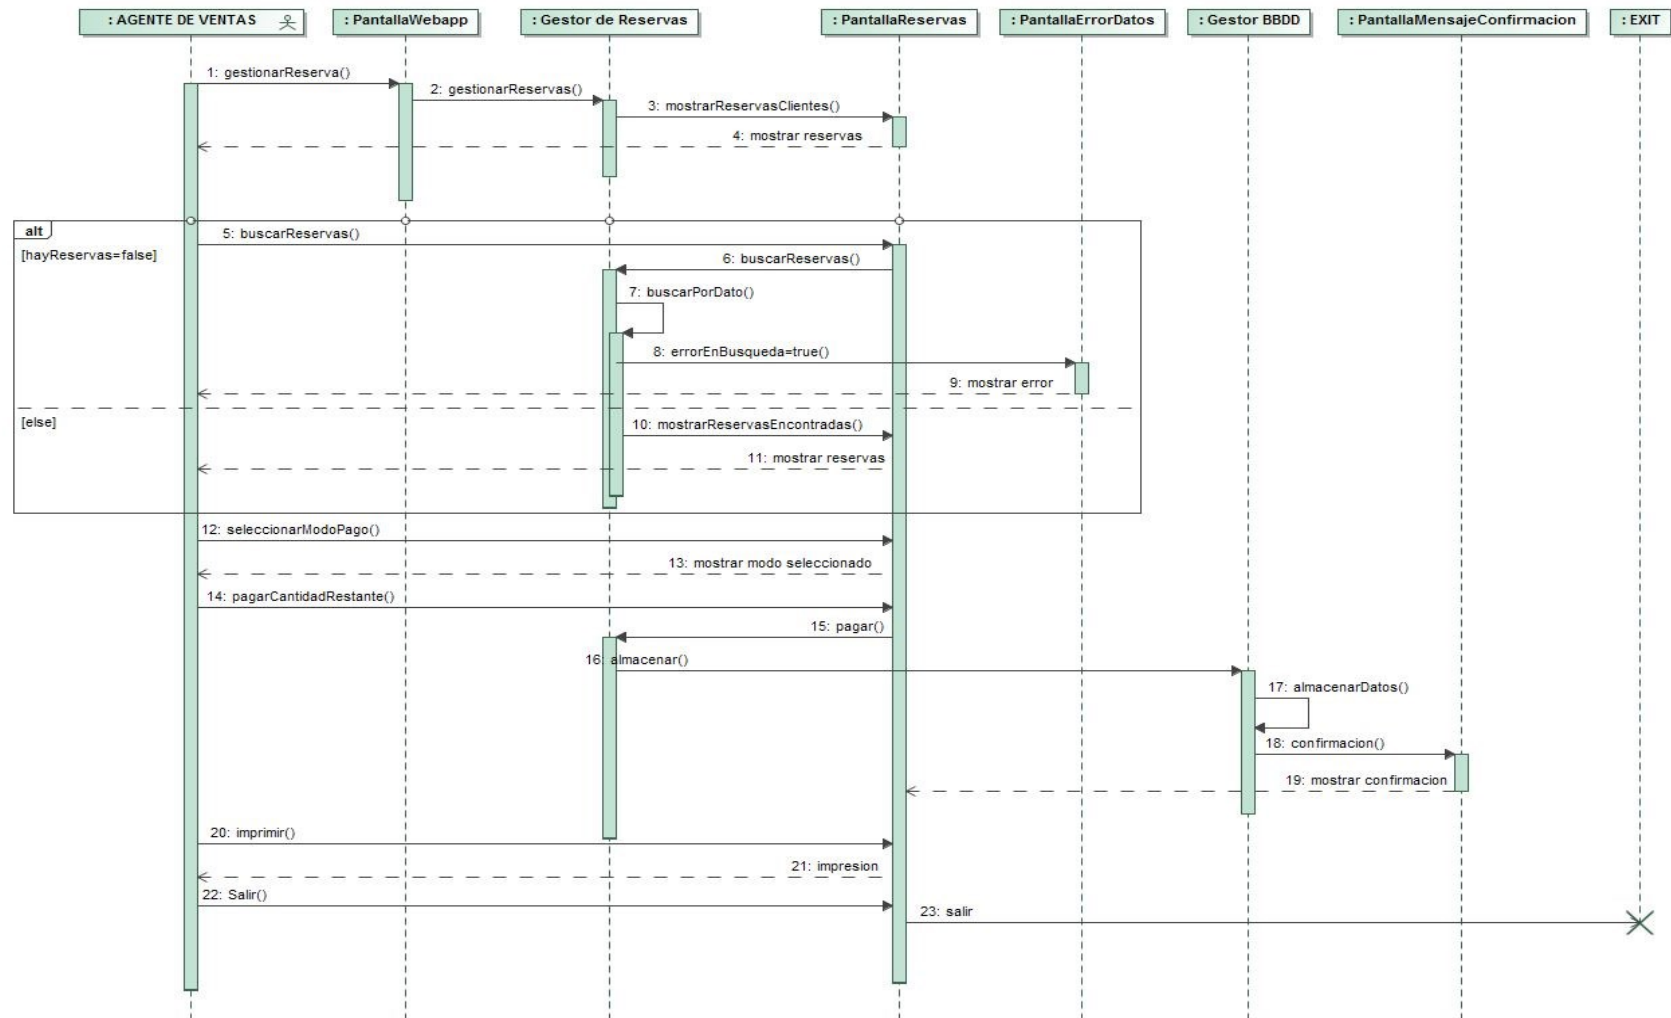 : AGENTE DE VENTAS
: PantallaWebapp
: Gestor de Reservas
: PantallaReservas
: PantallaErrorDatos
: Gestor BBDD
: PantallaMensajeConfirmacion
: EXIT
1: gestionarReserva()
2: gestionarReservas()
3: mostrarReservasClientes()
4: mostrar reservas
alt
5: buscarReservas()
[hayReservas=false]
6: buscarReservas()
7: buscarPorDato()
8: errorEnBusqueda=true()
9: mostrar error
[else]
10: mostrarReservasEncontradas()
11: mostrar reservas
12: seleccionarModoPago()
13: mostrar modo seleccionado
14: pagarCantidadRestante()
15: pagar()
16: almacenar()
17: almacenarDatos()
18: confirmacion()
19: mostrar confirmacion
20: imprimir()
21: impresion
22: Salir()
23: salir